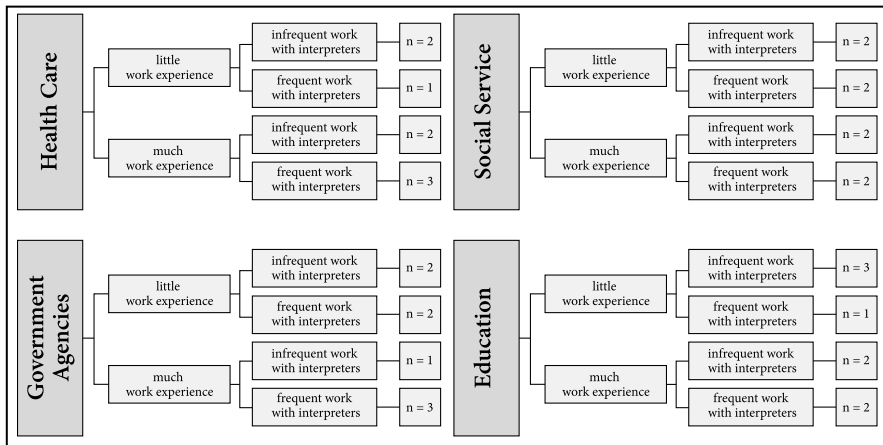 Health Care
little
work experience
infrequent work
with interpreters
n = 2
frequent work
with interpreters
n = 1
much
work experience
infrequent work
with interpreters
n = 2
frequent work
with interpreters
n = 3
Social Service
little
work experience
infrequent work
with interpreters
n = 2
frequent work
with interpreters
n = 2
much
work experience
infrequent work
with interpreters
n = 2
frequent work
with interpreters
n = 2
Government
Agencies
little
work experience
infrequent work
with interpreters
n = 2
frequent work
with interpreters
n = 2
much
work experience
infrequent work
with interpreters
n = 1
frequent work
with interpreters
n = 3
Education
little
work experience
infrequent work
with interpreters
n = 3
frequent work
with interpreters
n = 1
much
work experience
infrequent work
with interpreters
n = 2
frequent work
with interpreters
n = 2